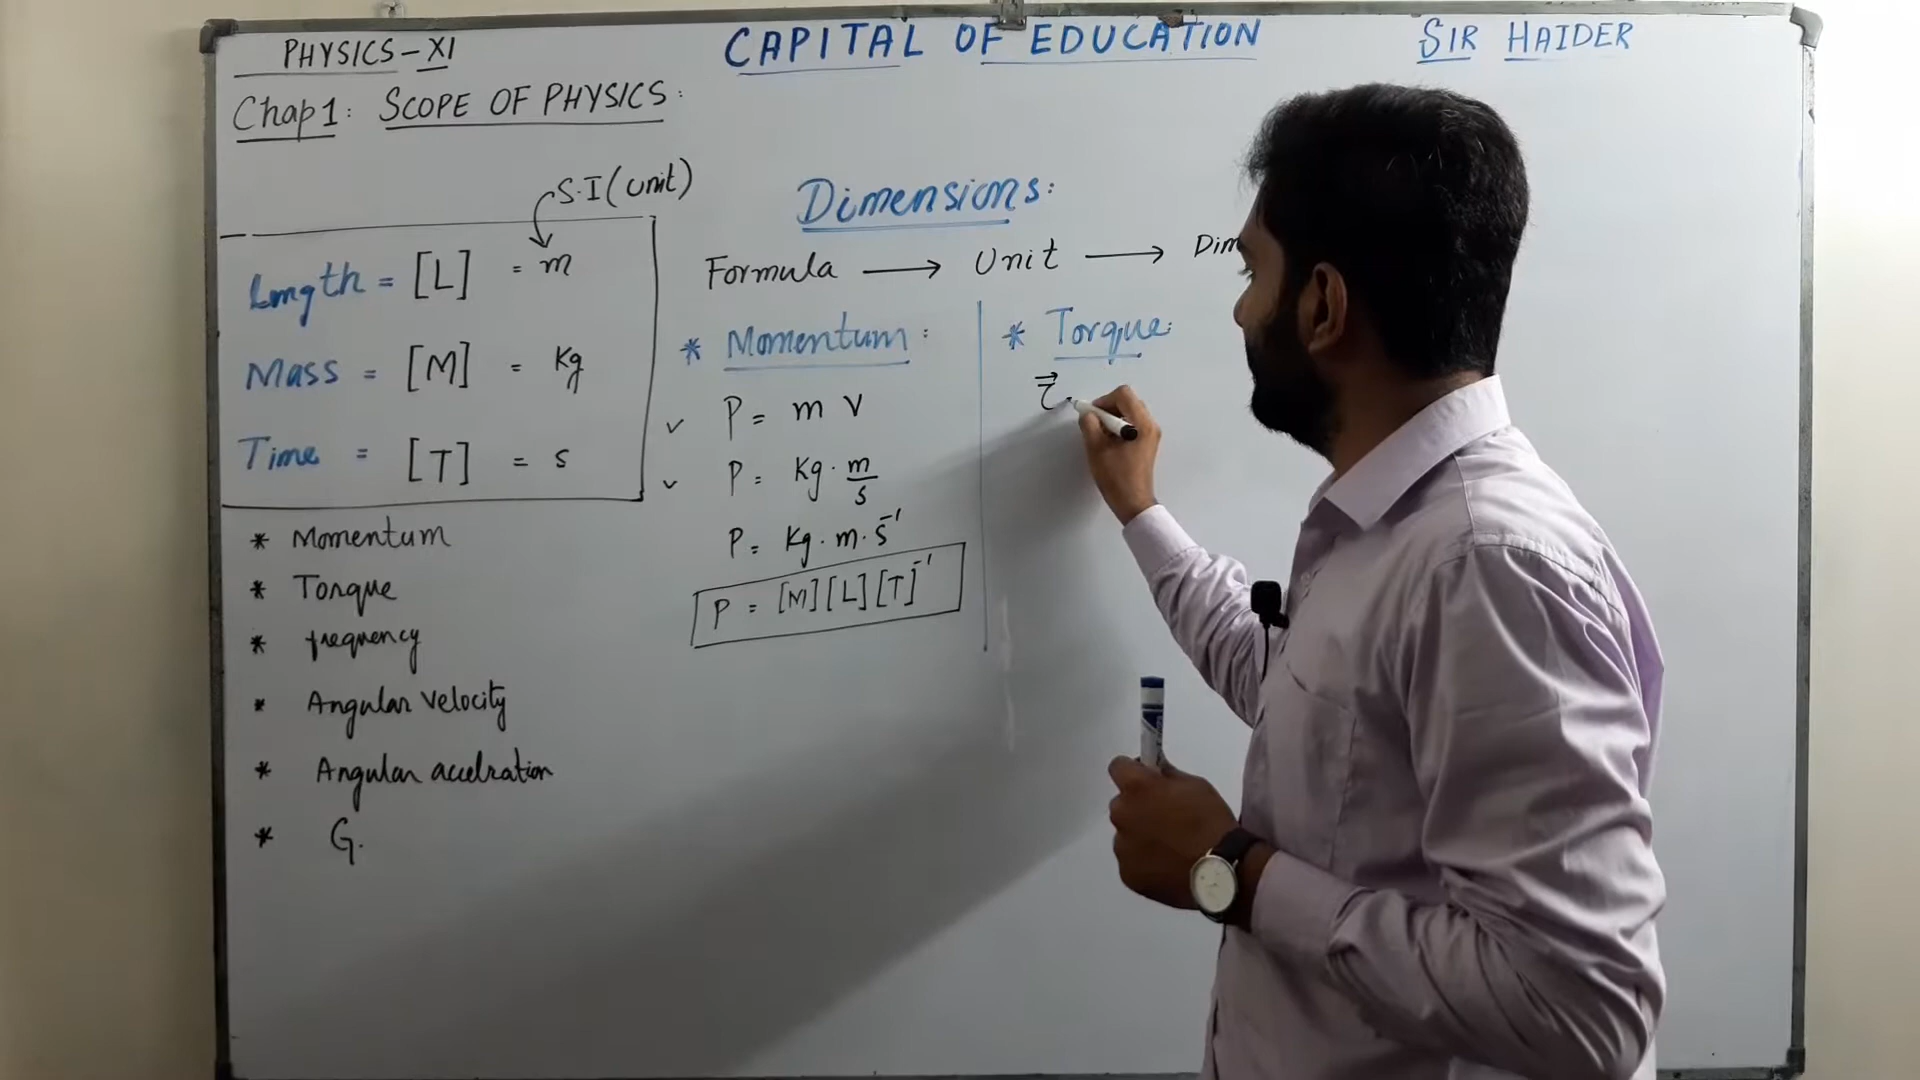 PHYSICS-XI
CAPITAL OF EDUCATION
SIR HAIDER
Chap 1: SCOPE OF PHYSICS:
S.I (unit)
Length = [L] = m
Mass = [M] = Kg
Time = [T] = s
* Momentum
* Torque
* frequency
* Angular velocity
* Angular accelration
* G.
Dimensions:
Formula ⟶ Unit ⟶ Dim
* Momentum:
✓ P = m v
✓ P = Kg · m/s
P = Kg · m · s⁻¹
P = [M][L][T]⁻¹
* Torque:
τ⃗